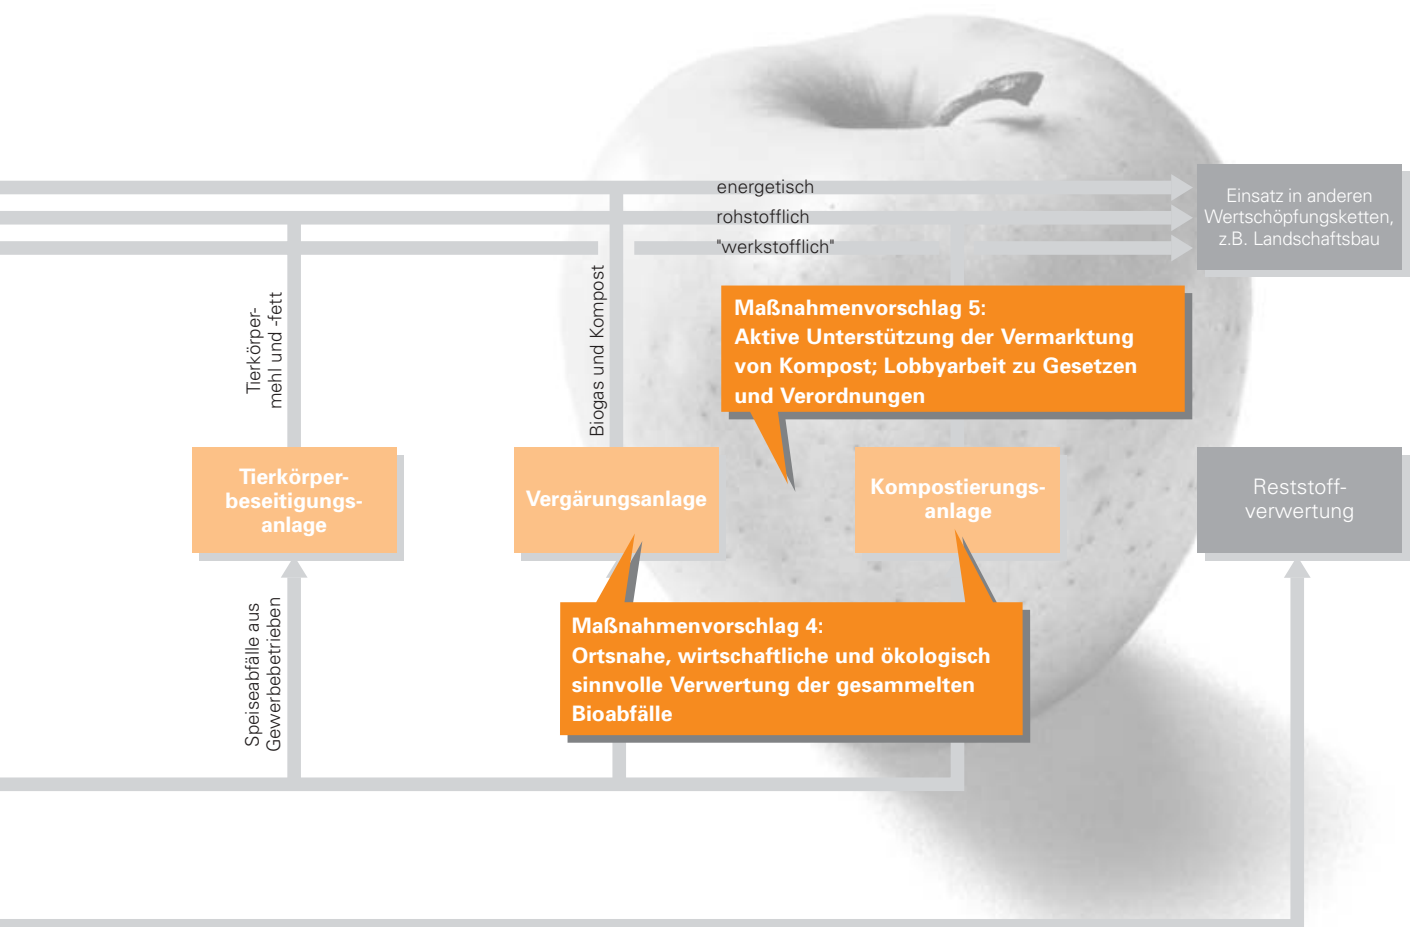 energetisch
rohstofflich
"werkstofflich"
Einsatz in anderen
Wertschöpfungsketten,
z.B. Landschaftsbau
Tierkörper-
mehl und -fett
Biogas und Kompost
Maßnahmenvorschlag 5:
Aktive Unterstützung der Vermarktung
von Kompost; Lobbyarbeit zu Gesetzen
und Verordnungen
Tierkörper-
beseitigungs-
anlage
Vergärungsanlage
Kompostierungs-
anlage
Reststoff-
verwertung
Speiseabfälle aus
Gewerbebetrieben
Maßnahmenvorschlag 4:
Ortsnahe, wirtschaftliche und ökologisch
sinnvolle Verwertung der gesammelten
Bioabfälle